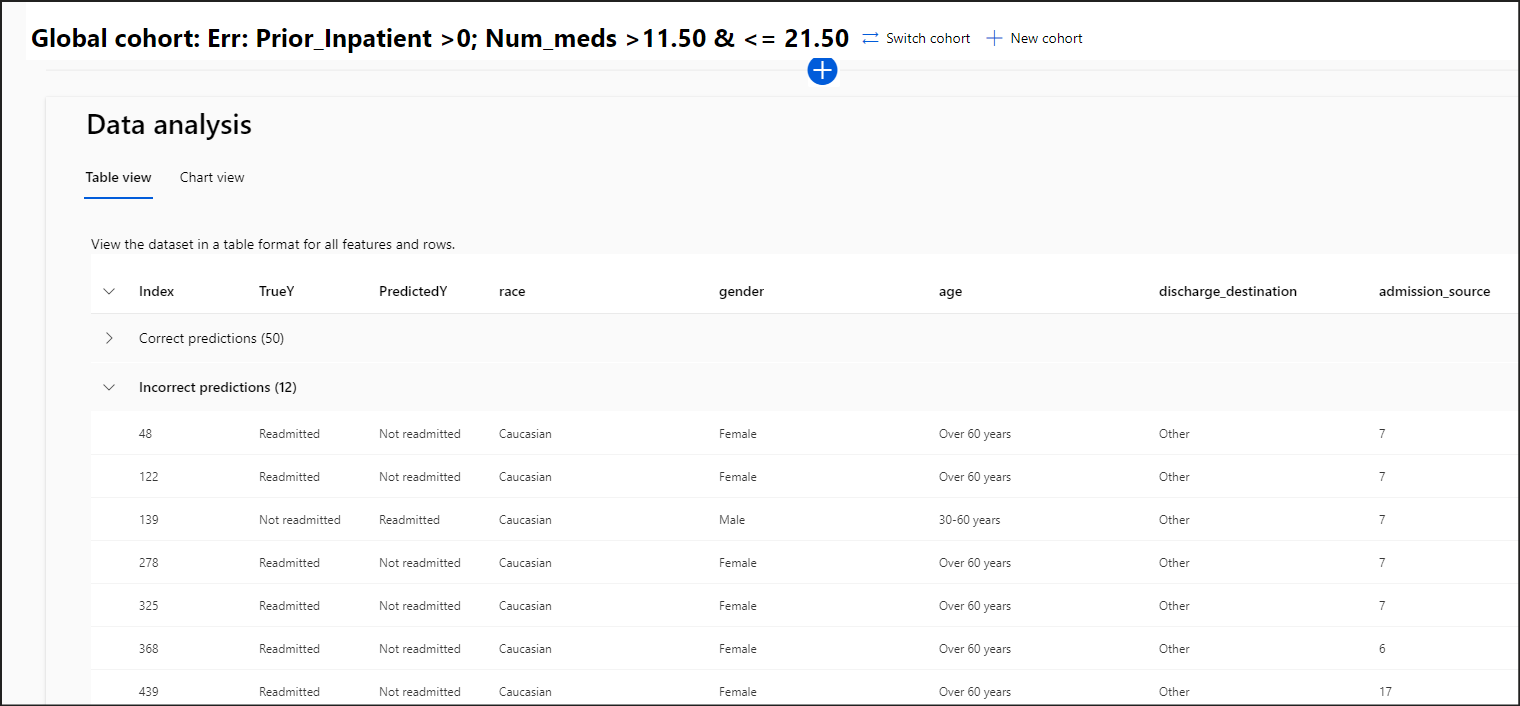 Global cohort: Err: Prior_Inpatient >0; Num_meds >11.50 & <= 21.50 Switch cohort New cohort
Data analysis
Table view Chart view
View the dataset in a table format for all features and rows.
Index TrueY PredictedY race gender age discharge_destination admission_source
Correct predictions (50)
Incorrect predictions (12)
48 Readmitted Not readmitted Caucasian Female Over 60 years Other 7
122 Readmitted Not readmitted Caucasian Female Over 60 years Other 7
139 Not readmitted Readmitted Caucasian Male 30-60 years Other 7
278 Readmitted Not readmitted Caucasian Female Over 60 years Other 7
325 Readmitted Not readmitted Caucasian Female Over 60 years Other 7
368 Readmitted Not readmitted Caucasian Female Over 60 years Other 6
439 Readmitted Not readmitted Caucasian Female Over 60 years Other 17